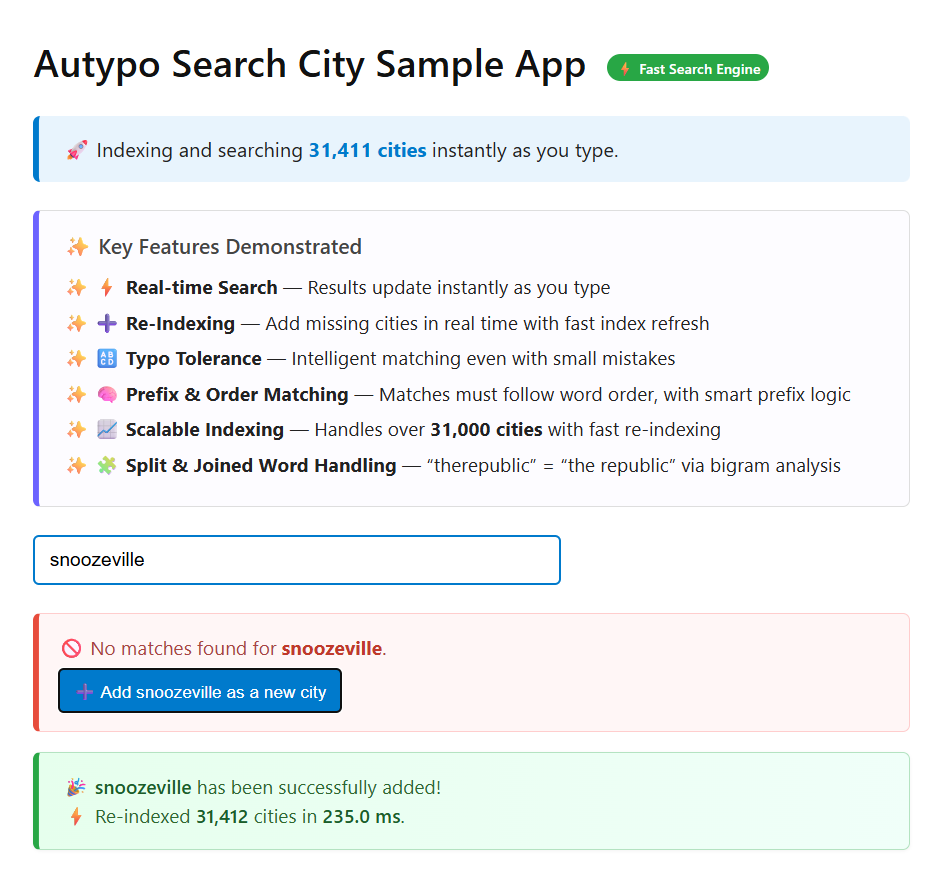 Autypo Search City Sample App ⚡ Fast Search Engine
🚀 Indexing and searching 31,411 cities instantly as you type.
✨ Key Features Demonstrated
✨ ⚡ Real-time Search — Results update instantly as you type
✨ ➕ Re-Indexing — Add missing cities in real time with fast index refresh
✨ 🔠 Typo Tolerance — Intelligent matching even with small mistakes
✨ 🧠 Prefix & Order Matching — Matches must follow word order, with smart prefix logic
✨ 📈 Scalable Indexing — Handles over 31,000 cities with fast re-indexing
✨ 🧩 Split & Joined Word Handling — “therepublic” = “the republic” via bigram analysis
snoozeville
🚫 No matches found for snoozeville.
➕ Add snoozeville as a new city
🎉 snoozeville has been successfully added!
⚡ Re-indexed 31,412 cities in 235.0 ms.